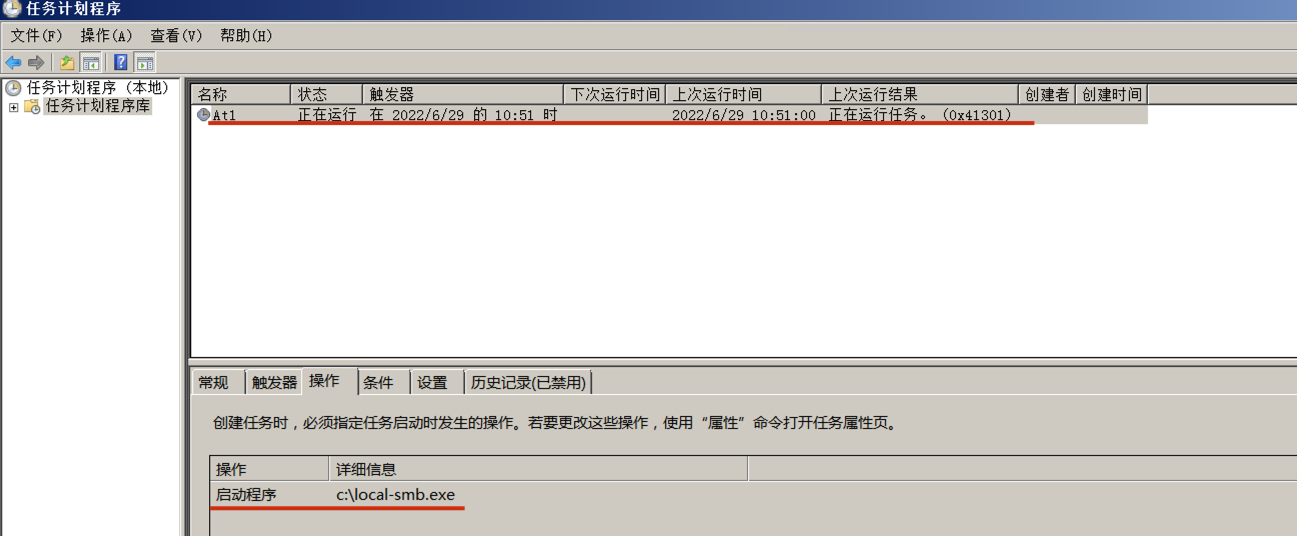 任务计划程序
文件(F) 操作(A) 查看(V) 帮助(H)
任务计划程序 (本地)
任务计划程序库
名称 状态 触发器 下次运行时间 上次运行时间 上次运行结果 创建者 创建时间
At1 正在运行 在 2022/6/29 的 10:51 时 2022/6/29 10:51:00 正在运行任务。 (0x41301)
常规 触发器 操作 条件 设置 历史记录(已禁用)
创建任务时，必须指定任务启动时发生的操作。若要更改这些操作，使用“属性”命令打开任务属性页。
操作 详细信息
启动程序 c:\local-smb.exe